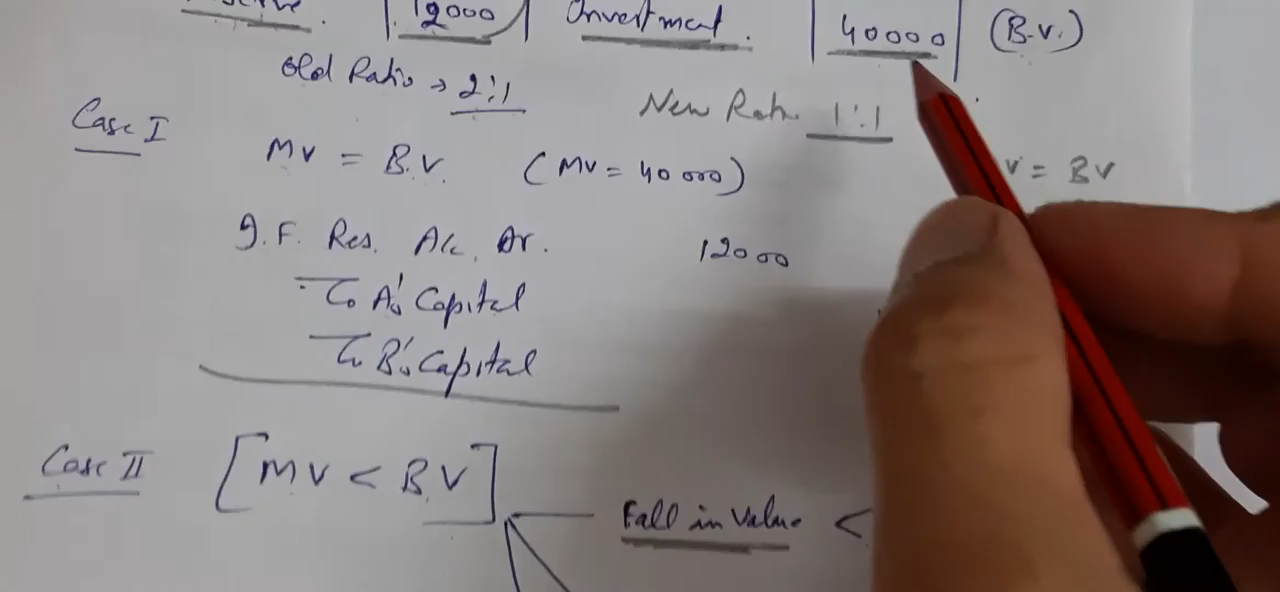 12000 Investment. 40000 (B.V.)
Old Ratio → 2:1 New Ratio 1:1
Case I
MV = B.V. (MV = 40000) V = BV
I.F. Res. A/c. Dr. 12000
To A's Capital
To B's Capital
Case II [MV < BV]
Fall in Value <